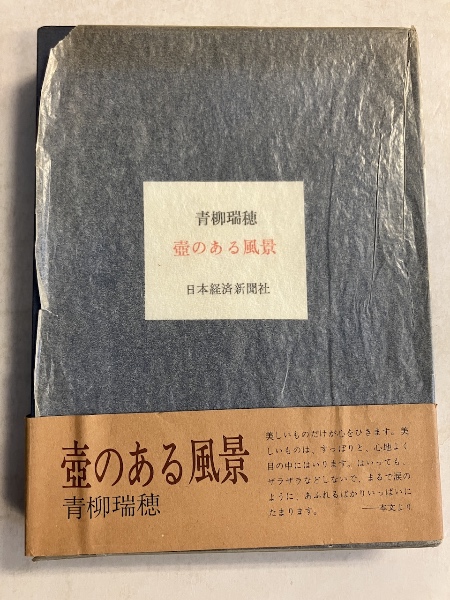 青柳瑞穂
壺のある風景
日本経済新聞社
壺のある風景
青柳瑞穂
美しいものだけが心をひきます。美
しいものは、すっぽりと、心地よく
目の中にはいります。はいっても、
ザラザラなどしないで、まるで涙の
ように、あふれるばかりいっぱいに
たまります。
——本文より